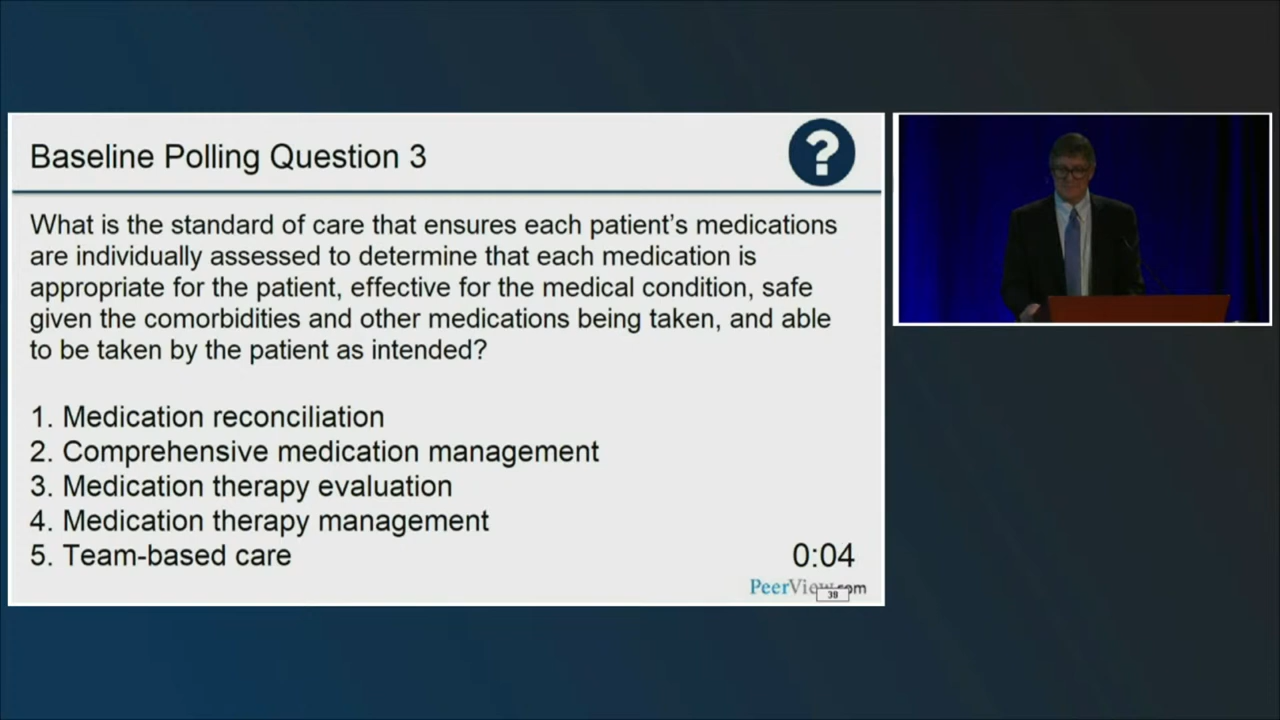 Baseline Polling Question 3
?
What is the standard of care that ensures each patient's medications
are individually assessed to determine that each medication is
appropriate for the patient, effective for the medical condition, safe
given the comorbidities and other medications being taken, and able
to be taken by the patient as intended?
1. Medication reconciliation
2. Comprehensive medication management
3. Medication therapy evaluation
4. Medication therapy management
5. Team-based care
0:04
38